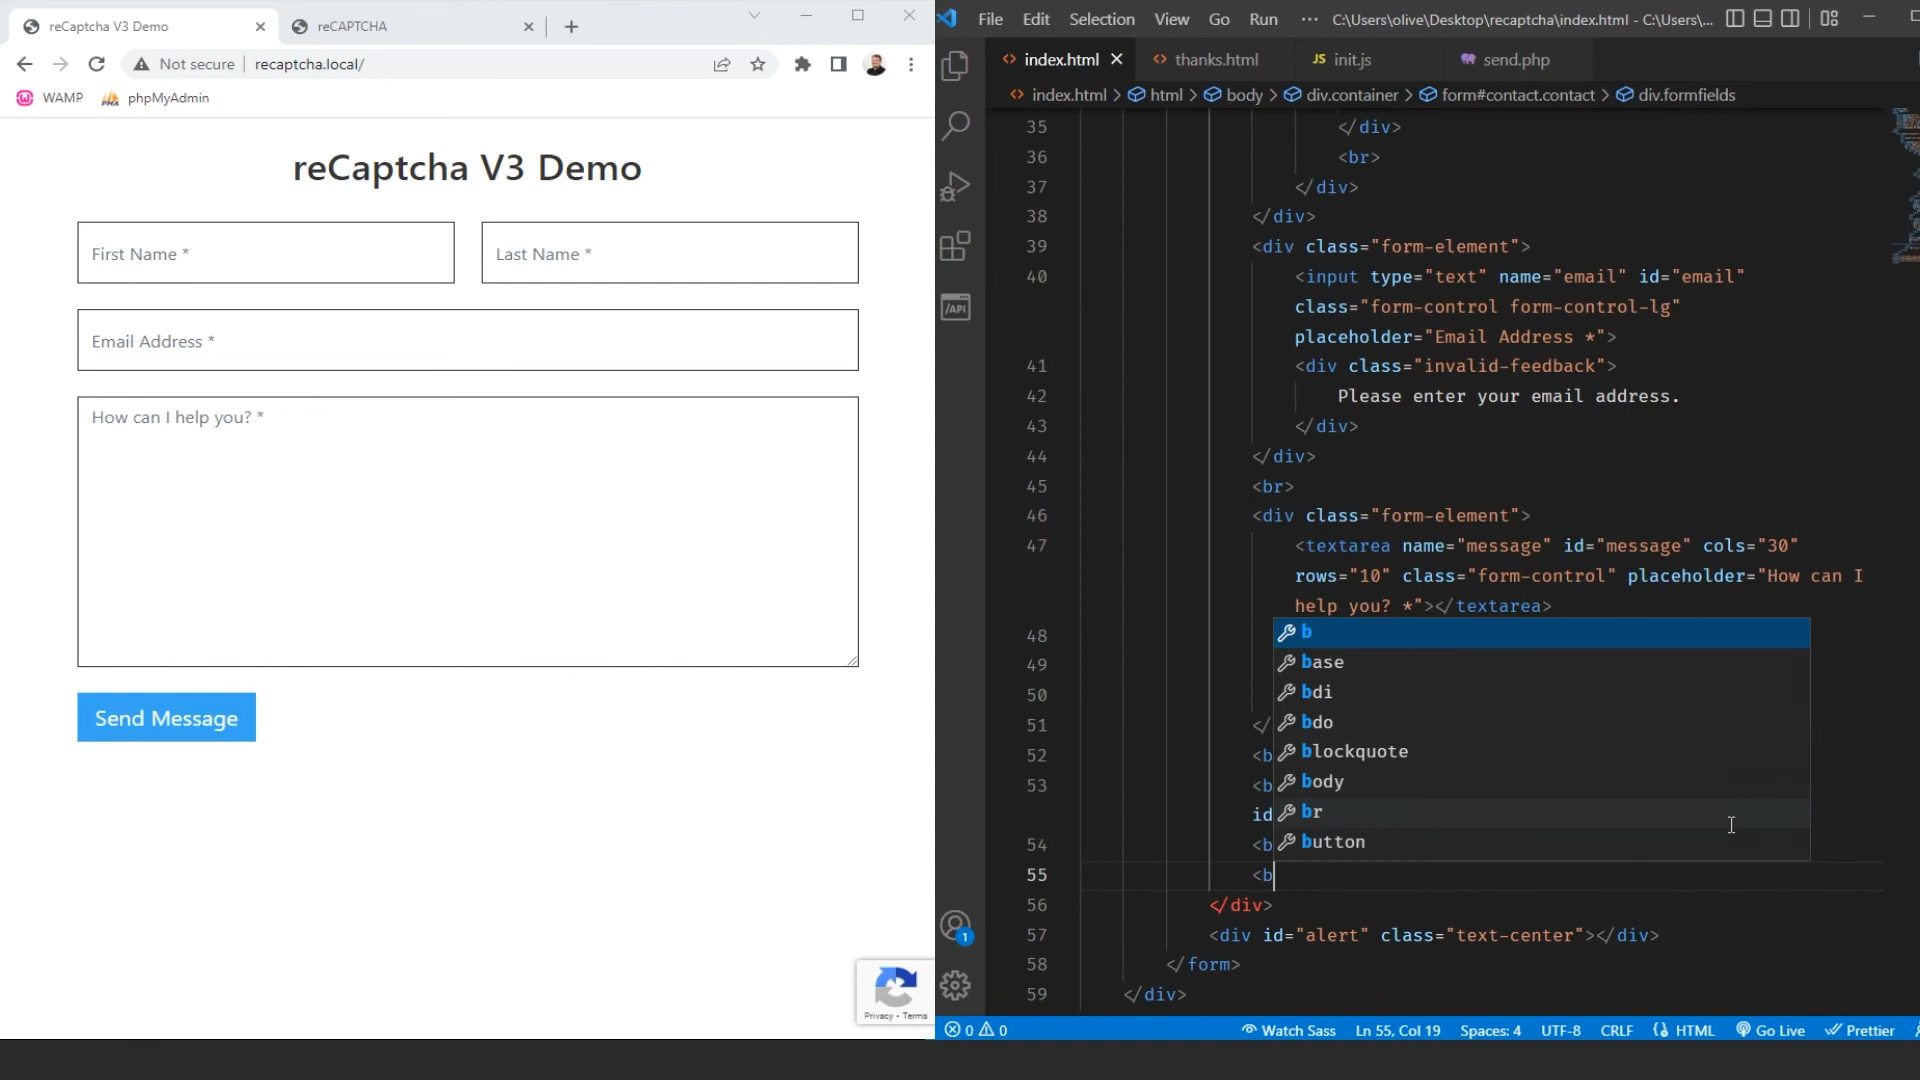 reCaptcha V3 Demo
reCAPTCHA
Not secure
recaptcha.local/
WAMP
phpMyAdmin
reCaptcha V3 Demo
First Name *
Last Name *
Email Address *
How can I help you? *
Send Message
Privacy - Terms
File Edit Selection View Go Run ··· C:\Users\olive\Desktop\recaptcha\index.html - C:\Users\...
index.html
thanks.html
JS init.js
send.php
index.html > html > body > div.container > form#contact.contact > div.formfields
/API
35 </div>
36 <br>
37 </div>
38 </div>
39 <div class="form-element">
40 <input type="text" name="email" id="email"
class="form-control form-control-lg"
placeholder="Email Address *">
41 <div class="invalid-feedback">
42 Please enter your email address.
43 </div>
44 </div>
45 <br>
46 <div class="form-element">
47 <textarea name="message" id="message" cols="30"
rows="10" class="form-control" placeholder="How can I
help you? *"></textarea>
48
49
50
51 </
52 <b
53 <b
id
54 <b
55 <b
b
base
bdi
bdo
blockquote
body
br
button
56 </div>
57 <div id="alert" class="text-center"></div>
58 </form>
59 </div>
1
0 0
Watch Sass
Ln 55, Col 19
Spaces: 4
UTF-8
CRLF
HTML
Go Live
Prettier